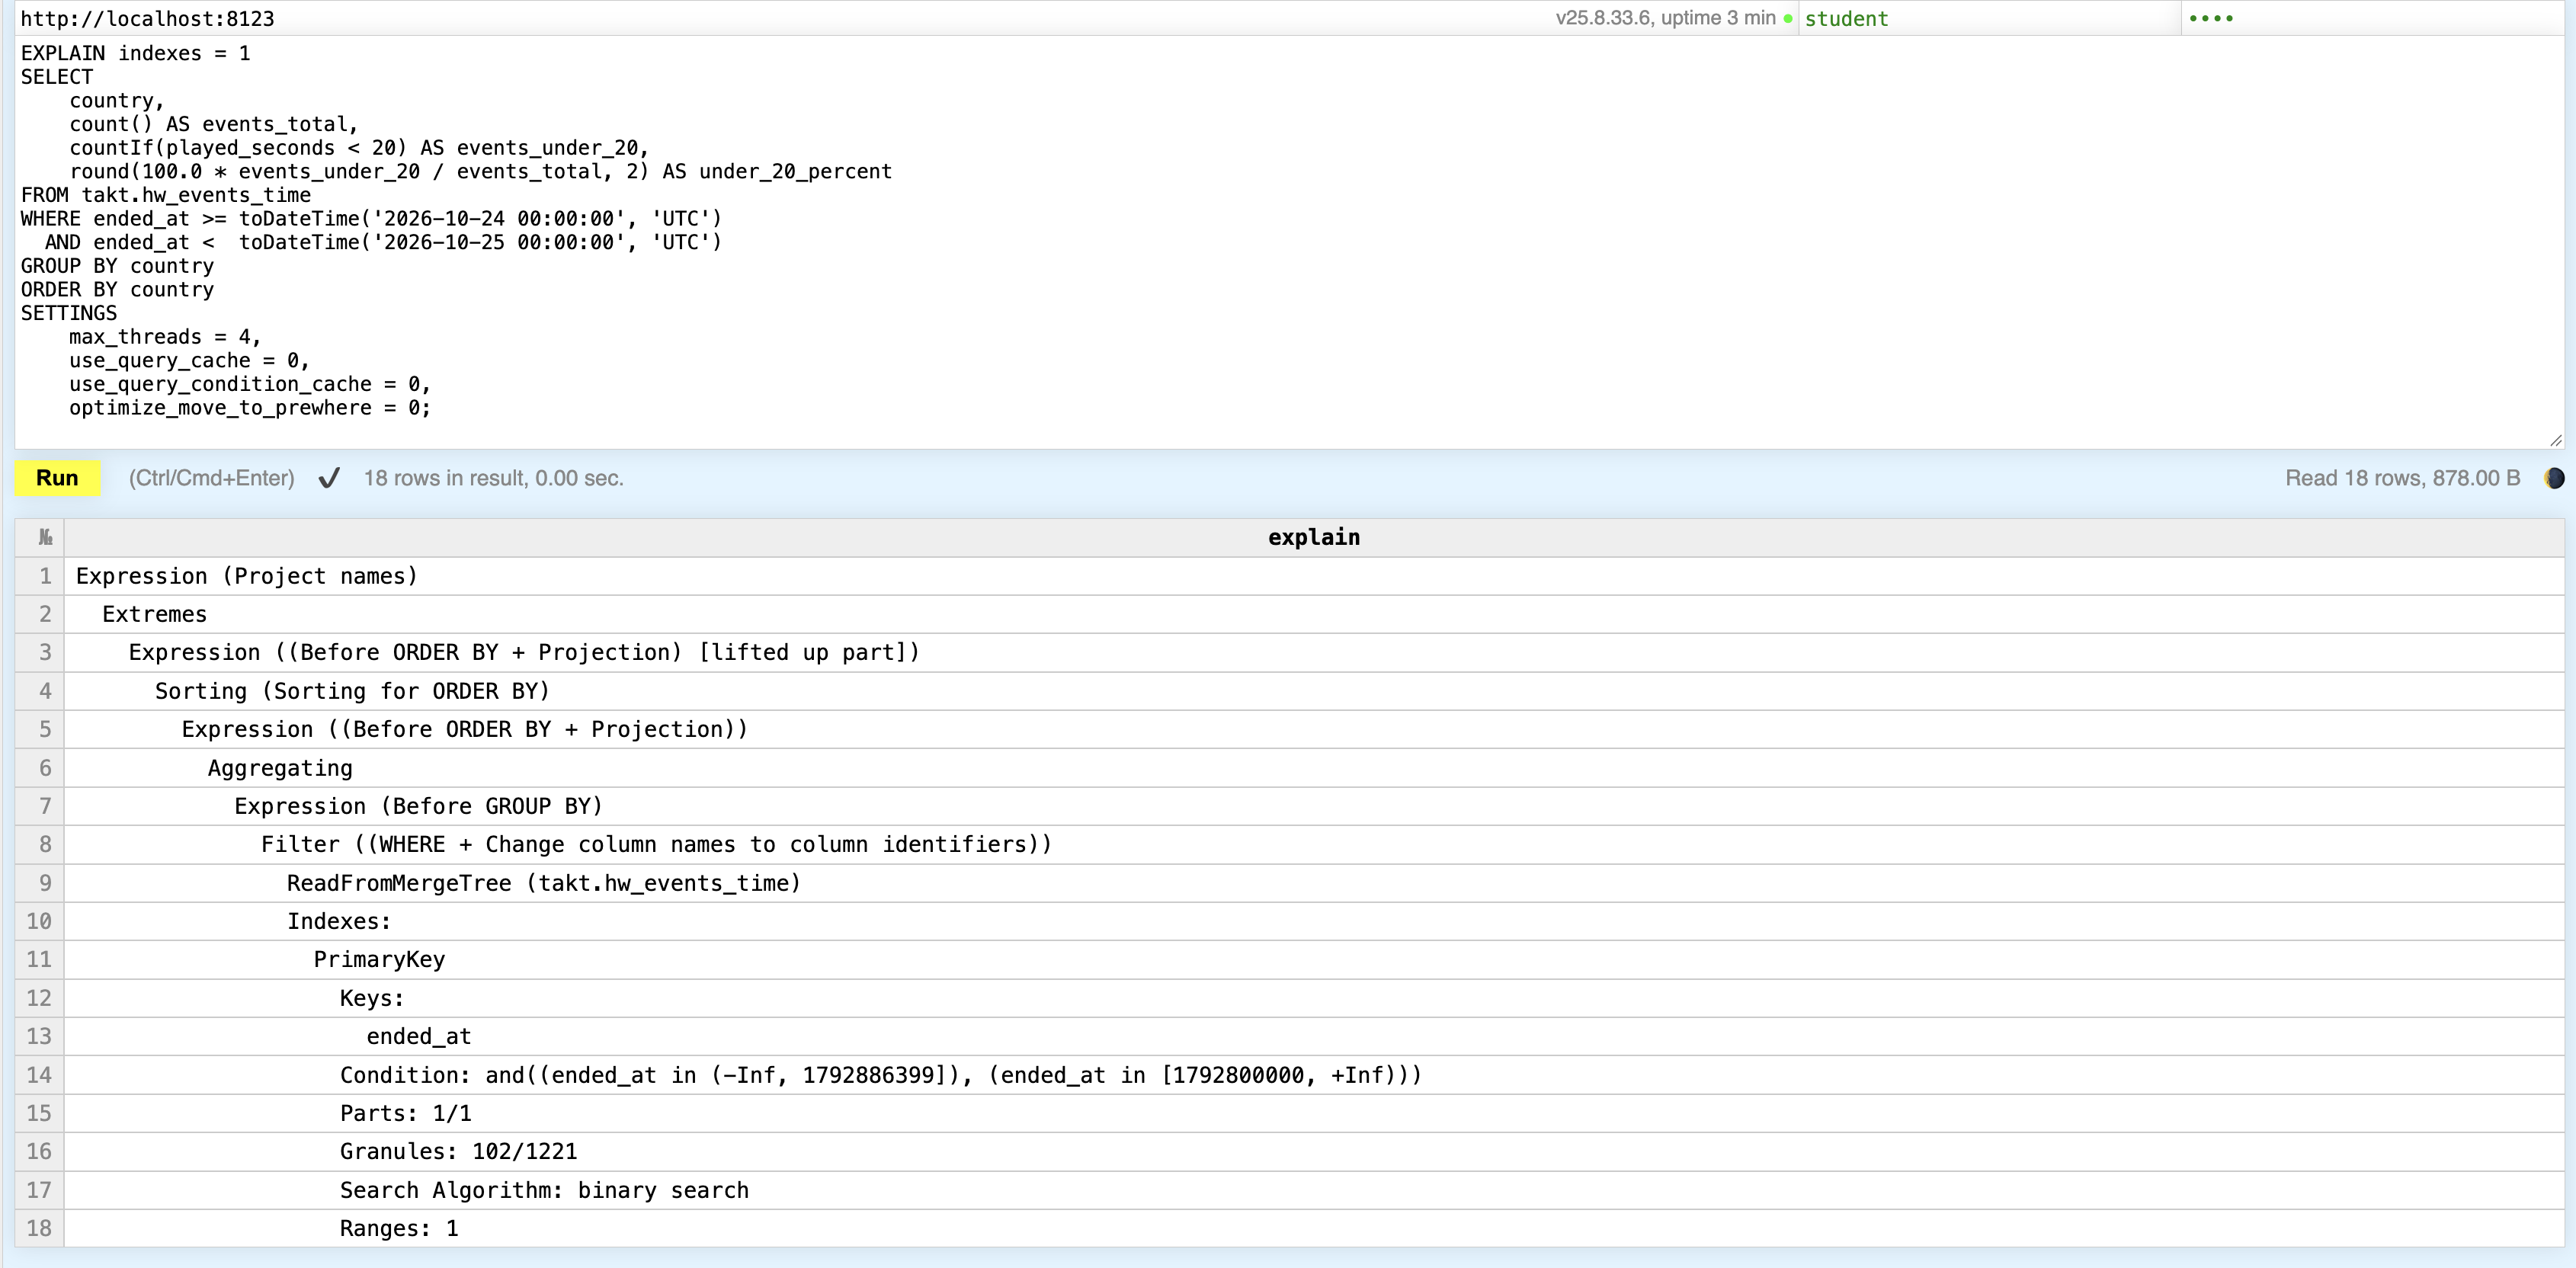 http://localhost:8123 v25.8.33.6, uptime 3 min student ••••
EXPLAIN indexes = 1
SELECT
    country,
    count() AS events_total,
    countIf(played_seconds < 20) AS events_under_20,
    round(100.0 * events_under_20 / events_total, 2) AS under_20_percent
FROM takt.hw_events_time
WHERE ended_at >= toDateTime('2026-10-24 00:00:00', 'UTC')
  AND ended_at <  toDateTime('2026-10-25 00:00:00', 'UTC')
GROUP BY country
ORDER BY country
SETTINGS
    max_threads = 4,
    use_query_cache = 0,
    use_query_condition_cache = 0,
    optimize_move_to_prewhere = 0;
Run (Ctrl/Cmd+Enter) ✔ 18 rows in result, 0.00 sec. Read 18 rows, 878.00 B
№ explain
1 Expression (Project names)
2   Extremes
3     Expression ((Before ORDER BY + Projection) [lifted up part])
4       Sorting (Sorting for ORDER BY)
5         Expression ((Before ORDER BY + Projection))
6           Aggregating
7             Expression (Before GROUP BY)
8               Filter ((WHERE + Change column names to column identifiers))
9                 ReadFromMergeTree (takt.hw_events_time)
10                 Indexes:
11                   PrimaryKey
12                     Keys:
13                       ended_at
14                     Condition: and((ended_at in (-Inf, 1792886399]), (ended_at in [1792800000, +Inf)))
15                     Parts: 1/1
16                     Granules: 102/1221
17                     Search Algorithm: binary search
18                     Ranges: 1